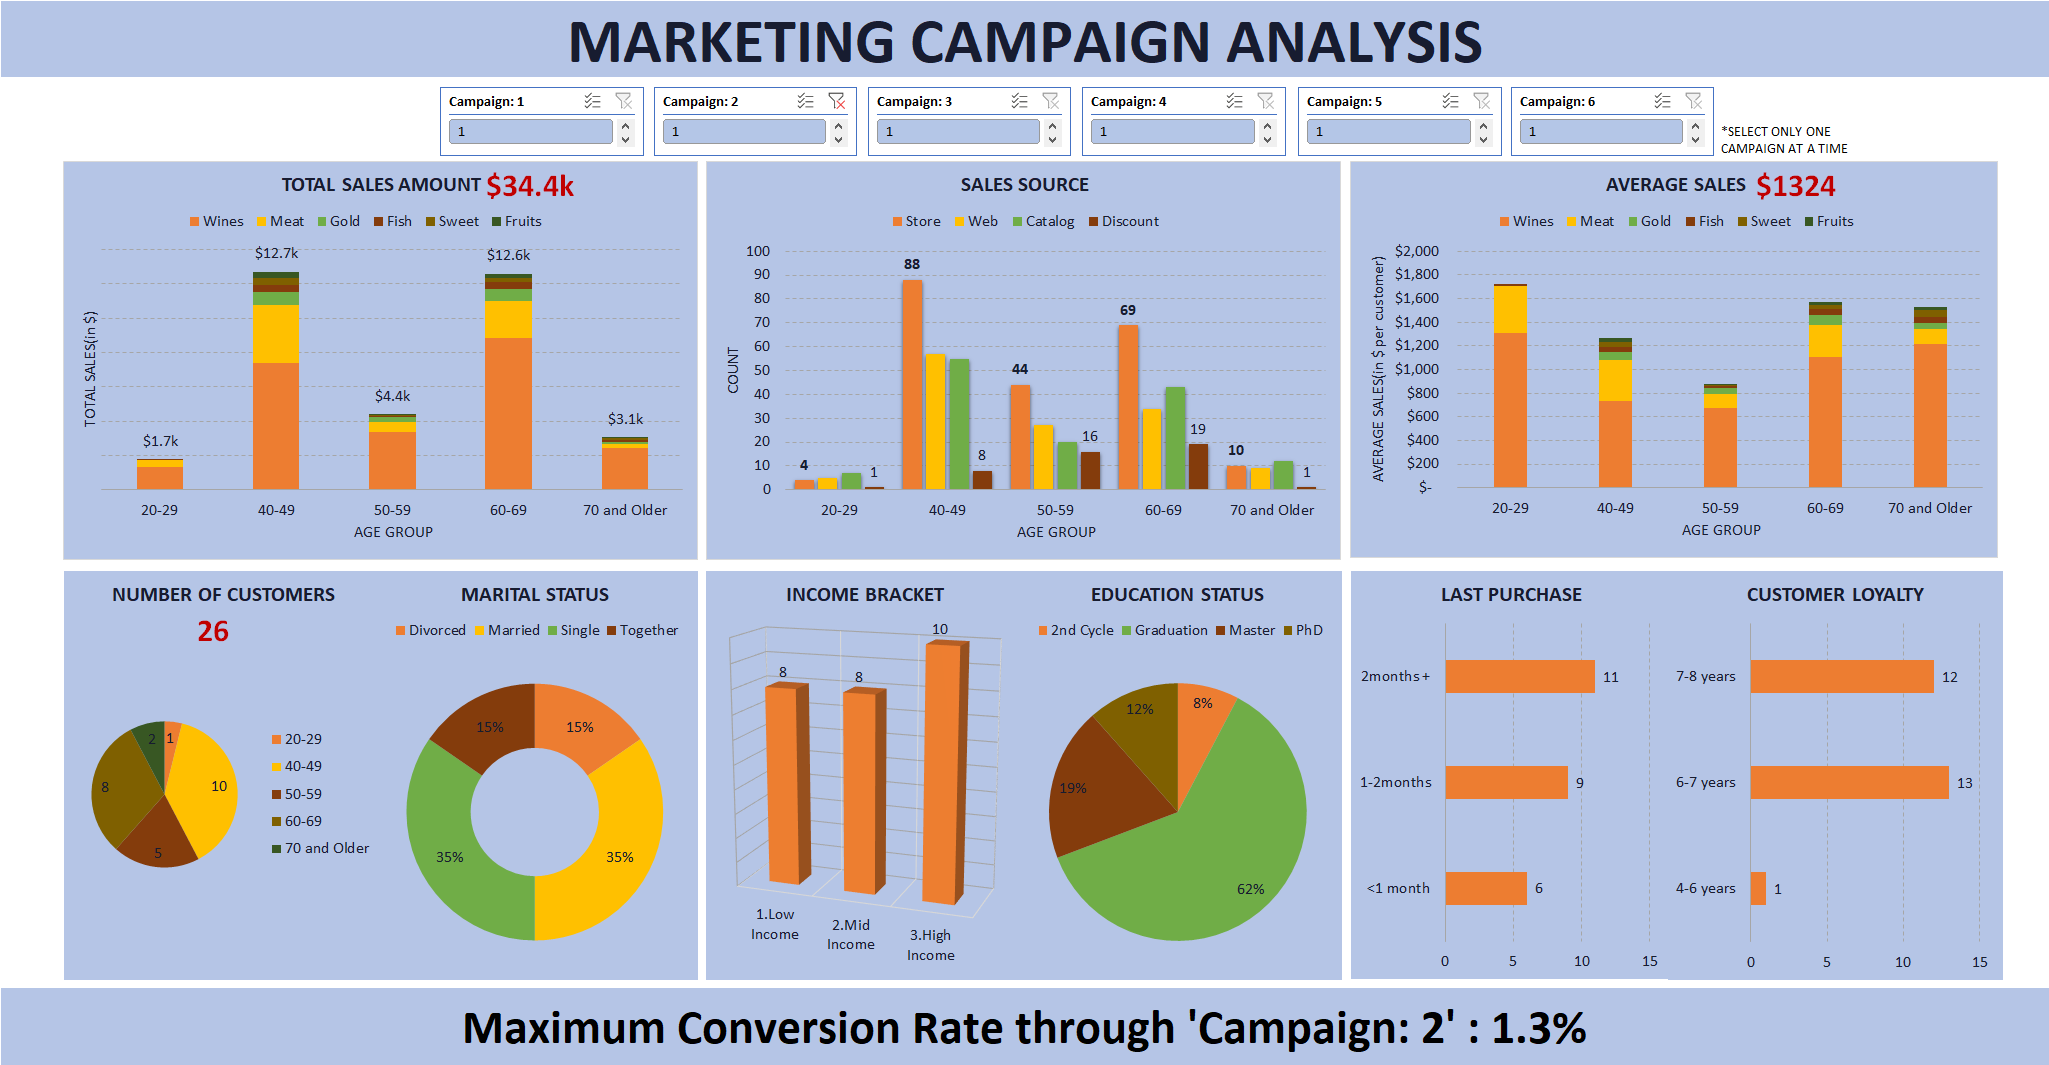 MARKETING CAMPAIGN ANALYSIS
Campaign: 1
1
Campaign: 2
1
Campaign: 3
1
Campaign: 4
1
Campaign: 5
1
Campaign: 6
1
*SELECT ONLY ONE
CAMPAIGN AT A TIME
TOTAL SALES AMOUNT $34.4k
Wines Meat Gold Fish Sweet Fruits
TOTAL SALES(in $)
$1.7k
$12.7k
$4.4k
$12.6k
$3.1k
20-29 40-49 50-59 60-69 70 and Older
AGE GROUP
SALES SOURCE
Store Web Catalog Discount
COUNT
100
90
80
70
60
50
40
30
20
10
0
4 1
88 8
44 16
69 19
10 1
20-29 40-49 50-59 60-69 70 and Older
AGE GROUP
AVERAGE SALES $1324
Wines Meat Gold Fish Sweet Fruits
AVERAGE SALES(in $ per customer)
$2,000
$1,800
$1,600
$1,400
$1,200
$1,000
$800
$600
$400
$200
$-
20-29 40-49 50-59 60-69 70 and Older
AGE GROUP
NUMBER OF CUSTOMERS
26
2 1
10
8
5
20-29
40-49
50-59
60-69
70 and Older
MARITAL STATUS
Divorced Married Single Together
15% 15%
35% 35%
INCOME BRACKET
8
8
10
1.Low
Income
2.Mid
Income
3.High
Income
EDUCATION STATUS
2nd Cycle Graduation Master PhD
12% 8%
19%
62%
LAST PURCHASE
2months+ 11
1-2months 9
<1 month 6
0 5 10 15
CUSTOMER LOYALTY
7-8 years 12
6-7 years 13
4-6 years 1
0 5 10 15
Maximum Conversion Rate through 'Campaign: 2' : 1.3%